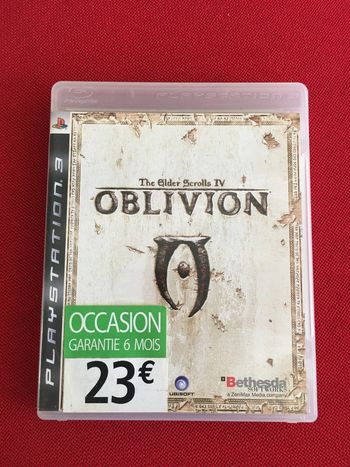 PLAYSTATION 3
The Elder Scrolls IV
OBLIVION
OCCASION
GARANTIE 6 MOIS
23€
UBISOFT
Bethesda
SOFTWORKS
a ZeniMax Media company